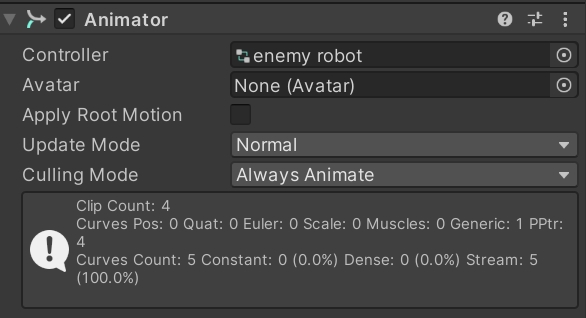 Animator
Controller enemy robot
Avatar None (Avatar)
Apply Root Motion
Update Mode Normal
Culling Mode Always Animate
Clip Count: 4
Curves Pos: 0 Quat: 0 Euler: 0 Scale: 0 Muscles: 0 Generic: 1 PPtr:
4
Curves Count: 5 Constant: 0 (0.0%) Dense: 0 (0.0%) Stream: 5
(100.0%)